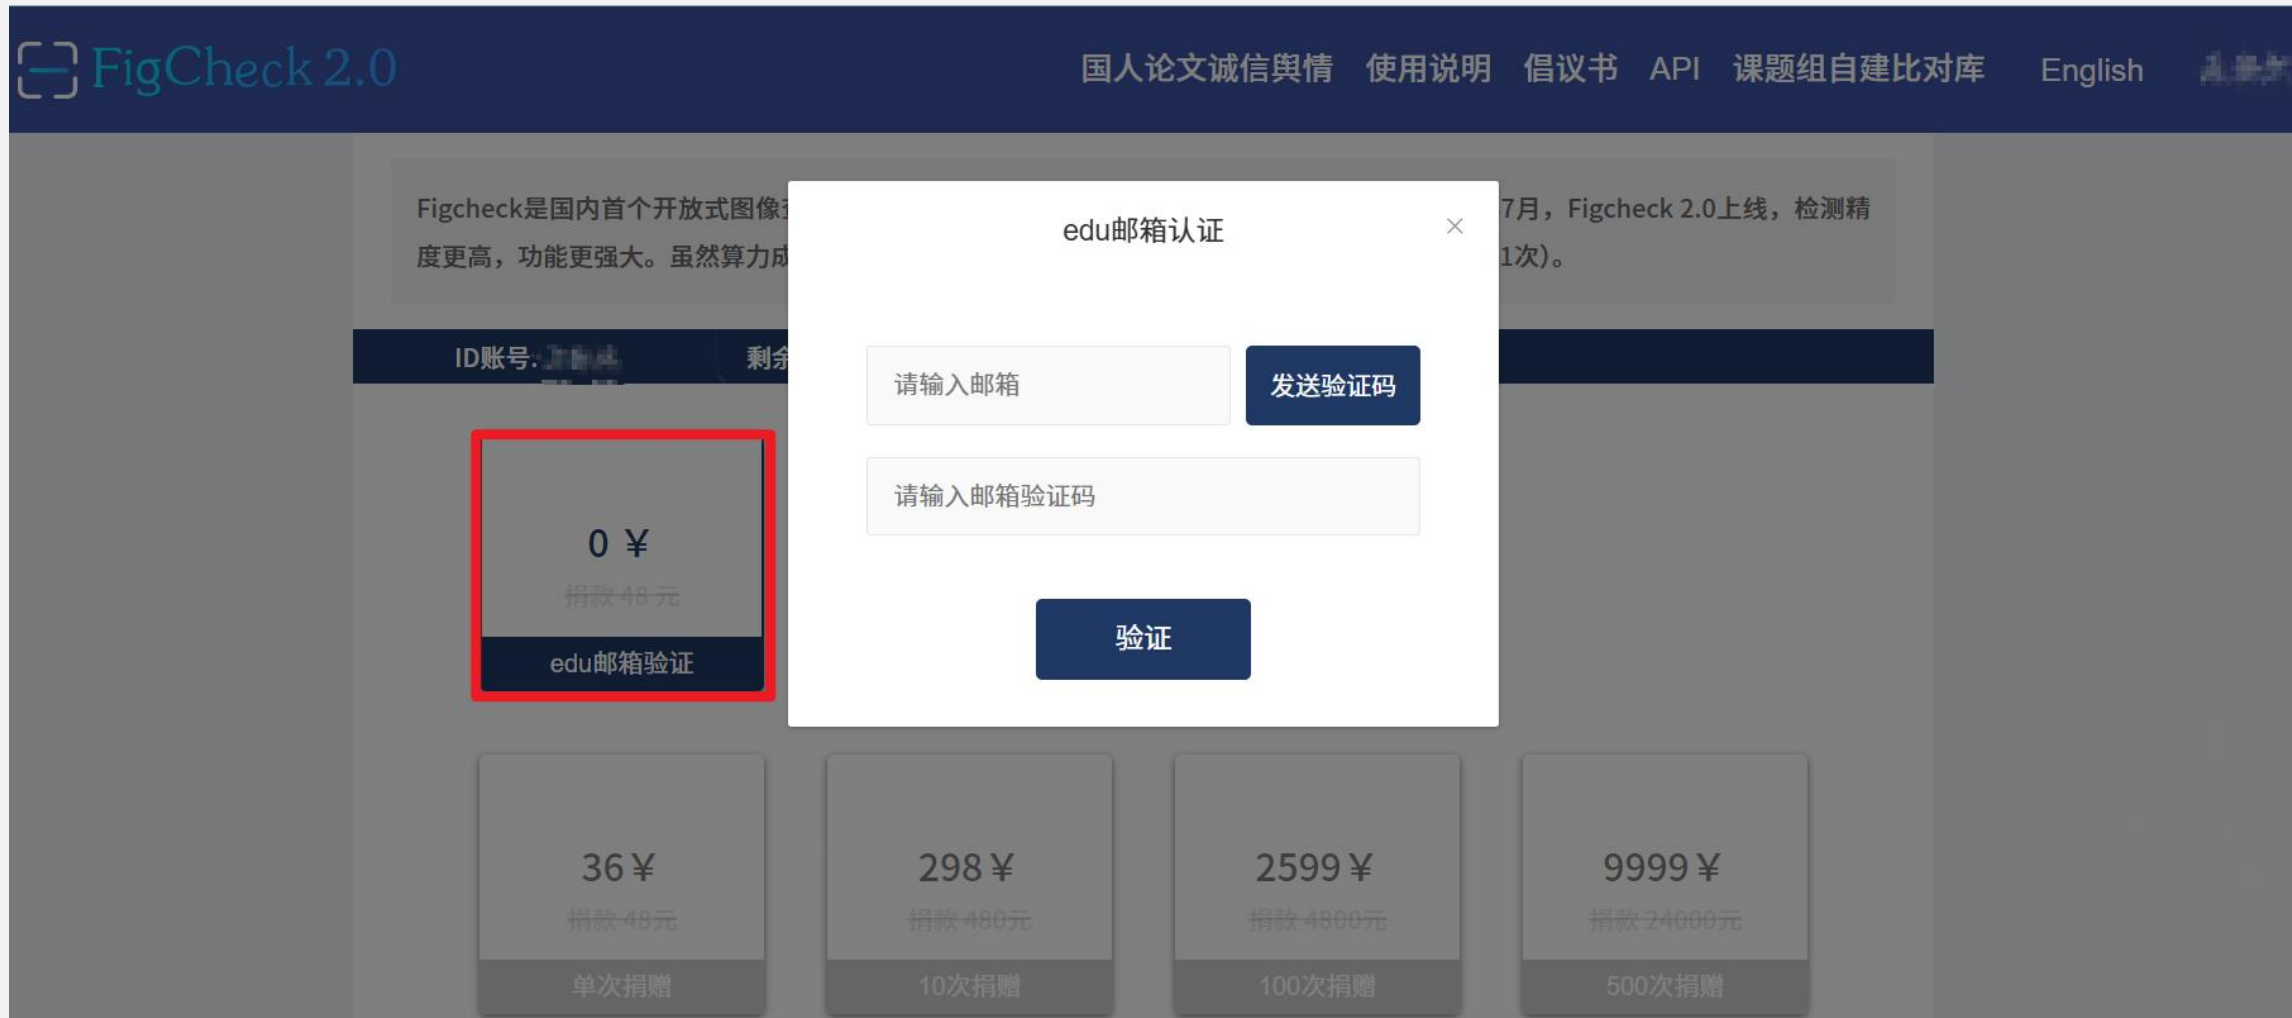 FigCheck 2.0
国人论文诚信舆情 使用说明 倡议书 API 课题组自建比对库 English
Figcheck是国内首个开放式图像 7月，Figcheck 2.0上线，检测精
度更高，功能更强大。虽然算力成 1次)。
ID账号: 剩余
edu邮箱认证
请输入邮箱 发送验证码
请输入邮箱验证码
验证
0 ¥
捐款 48 元
edu邮箱验证
36¥ 298¥ 2599¥ 9999¥
捐款 48元 捐款 480元 捐款 4800元 捐款 24000元
单次捐赠 10次捐赠 100次捐赠 500次捐赠